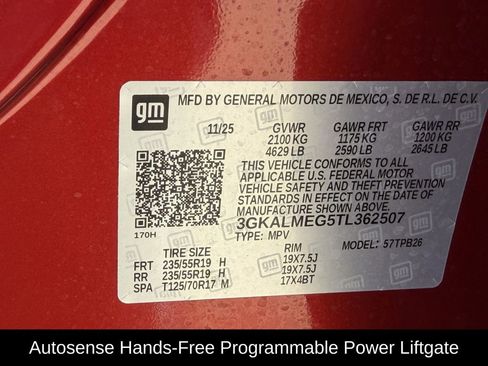 gm
MFD BY GENERAL MOTORS DE MEXICO, S. DE R.L. DE C.V.
11/25 GVWR GAWR FRT GAWR RR
2100 KG 1175 KG 1200 KG
4629 LB 2590 LB 2645 LB
THIS VEHICLE CONFORMS TO ALL
APPLICABLE U.S. FEDERAL MOTOR
VEHICLE SAFETY AND THEFT PREVENTION
STANDARDS IN EFFECT ON THE DATE OF
MANUFACTURE SHOWN ABOVE.
3GKALMEG5TL362507
170H
TYPE: MPV MODEL: 57TPB26
TIRE SIZE RIM
FRT 235/55R19 H 19X7.5J
RR 235/55R19 H 19X7.5J
SPA T125/70R17 M 17X4BT
Autosense Hands-Free Programmable Power Liftgate